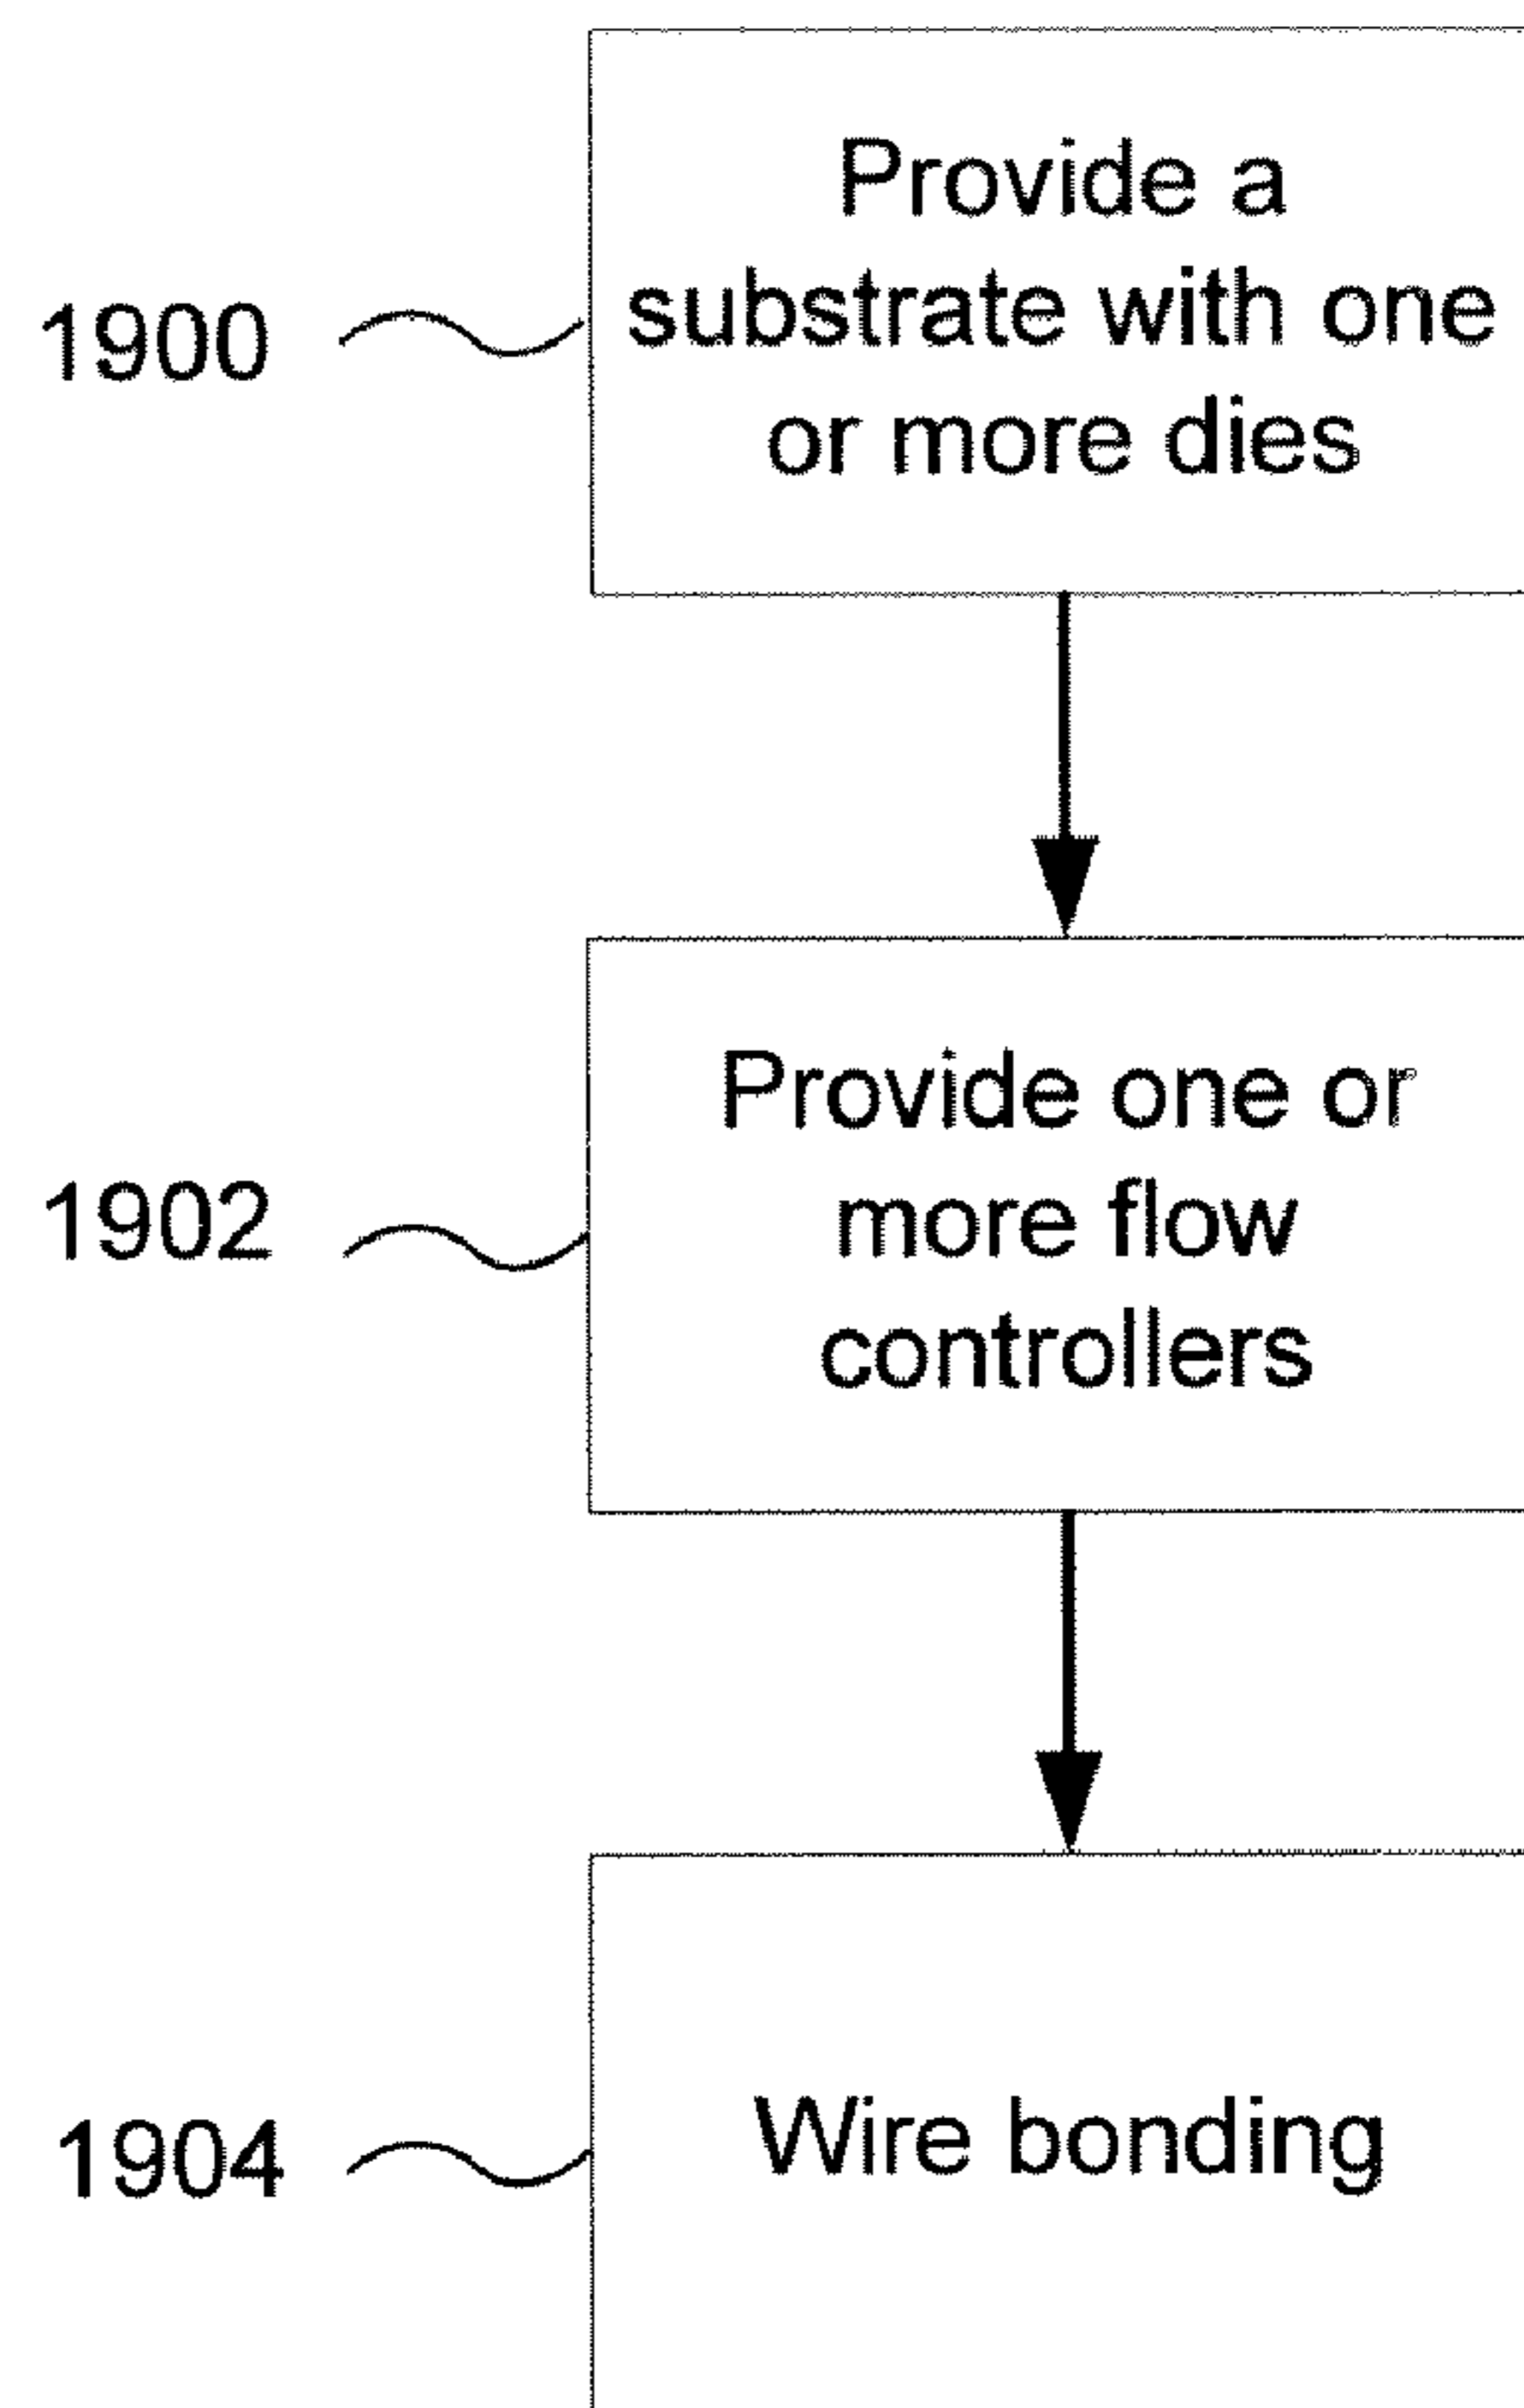 Provide a
1900 substrate with one
or more dies
Provide one or
1902 more flow
controllers
1904 Wire bonding